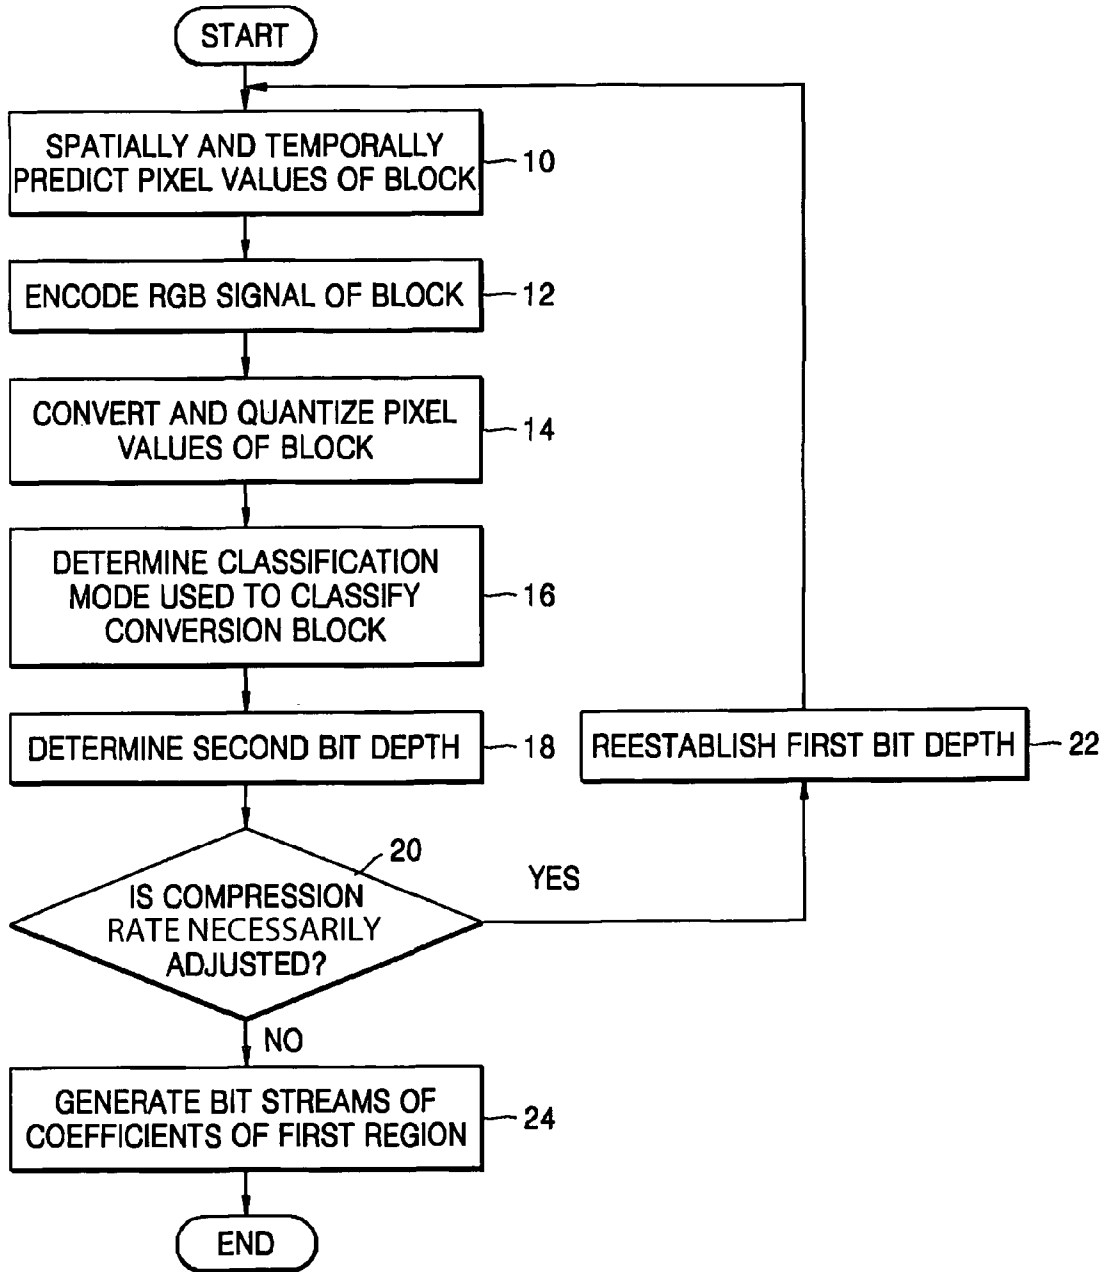 START
SPATIALLY AND TEMPORALLY
PREDICT PIXEL VALUES OF BLOCK
10
ENCODE RGB SIGNAL OF BLOCK
12
CONVERT AND QUANTIZE PIXEL
VALUES OF BLOCK
14
DETERMINE CLASSIFICATION
MODE USED TO CLASSIFY
CONVERSION BLOCK
16
DETERMINE SECOND BIT DEPTH
18
REESTABLISH FIRST BIT DEPTH
22
20
IS COMPRESSION
RATE NECESSARILY
ADJUSTED?
YES
NO
GENERATE BIT STREAMS OF
COEFFICIENTS OF FIRST REGION
24
END